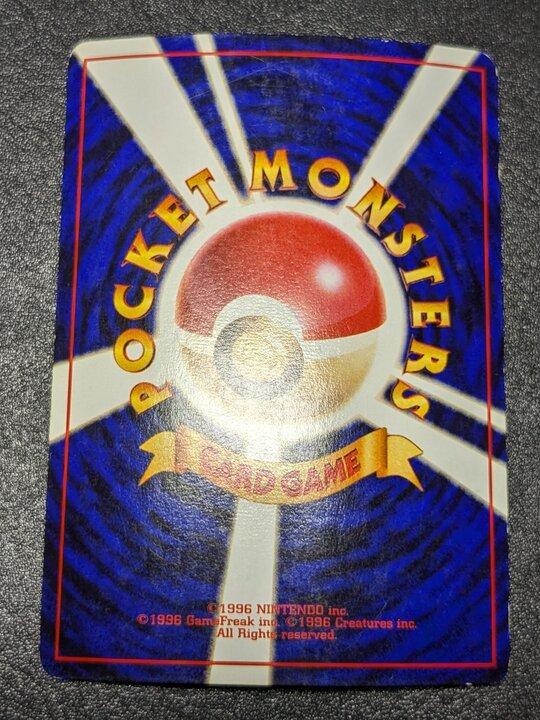 POCKET MONSTERS
CARD GAME
©1996 NINTENDO inc.
©1996 GameFreak inc. ©1996 Creatures inc.
All Rights reserved.